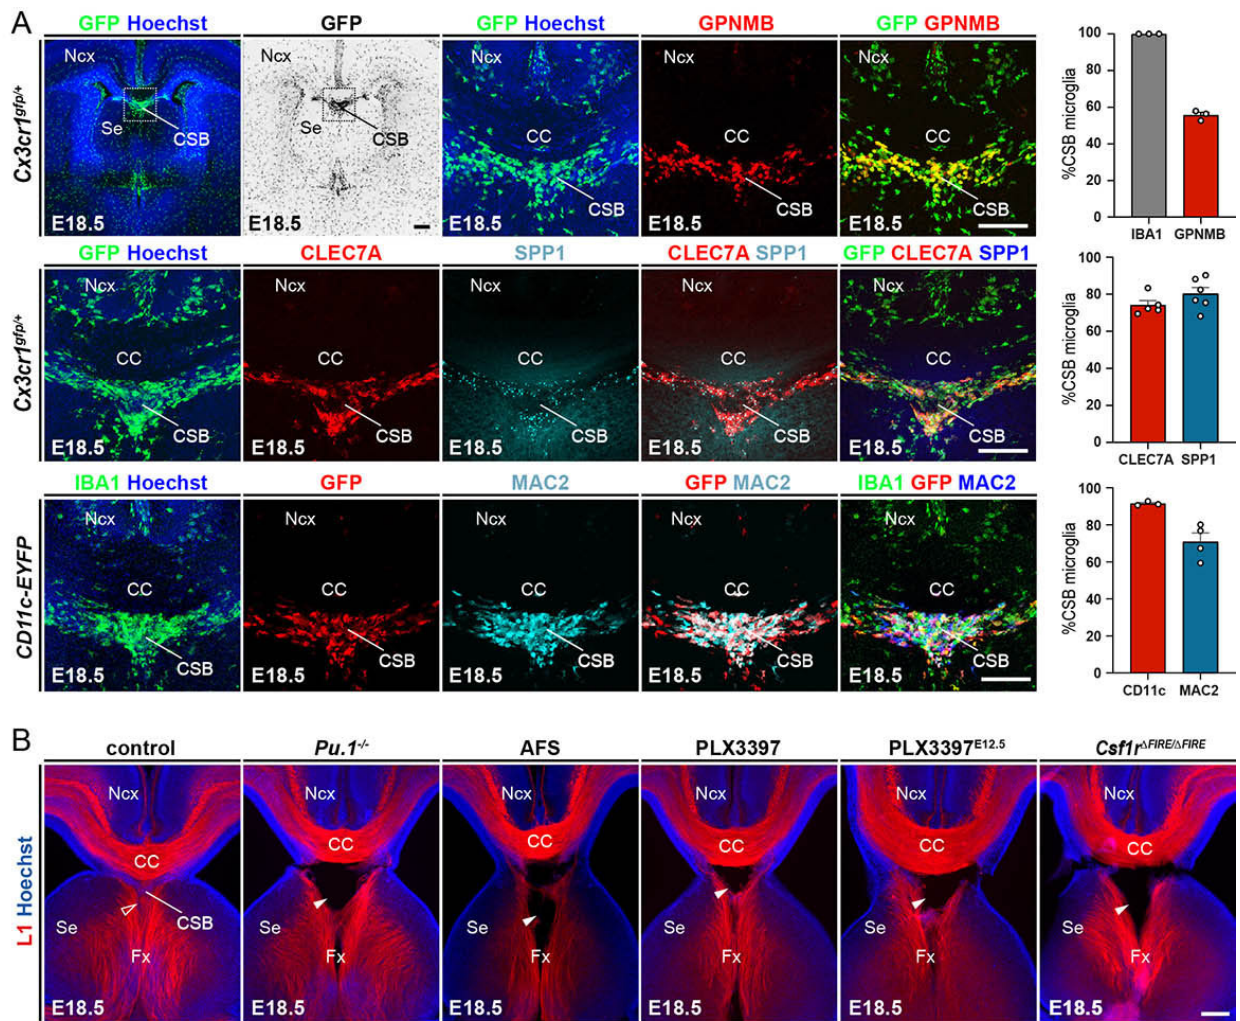 A
GFP Hoechst GFP GFP Hoechst GPNMB GFP GPNMB
Cx3cr1gfp/+
Ncx Ncx Ncx Ncx Ncx
Se CSB Se CSB CC CC CC
CSB CSB CSB
E18.5 E18.5 E18.5 E18.5 E18.5
%CSB microglia
100
80
60
40
20
0
IBA1 GPNMB
GFP Hoechst CLEC7A SPP1 CLEC7A SPP1 GFP CLEC7A SPP1
Cx3cr1gfp/+
Ncx Ncx Ncx Ncx Ncx
CC CC CC CC CC
CSB CSB CSB CSB CSB
E18.5 E18.5 E18.5 E18.5 E18.5
%CSB microglia
100
80
60
40
20
0
CLEC7A SPP1
IBA1 Hoechst GFP MAC2 GFP MAC2 IBA1 GFP MAC2
CD11c-EYFP
Ncx Ncx Ncx Ncx Ncx
CC CC CC CC CC
CSB CSB CSB CSB CSB
E18.5 E18.5 E18.5 E18.5 E18.5
%CSB microglia
100
80
60
40
20
0
CD11c MAC2
B
control Pu.1-/- AFS PLX3397 PLX3397E12.5 Csf1rΔFIRE/ΔFIRE
L1 Hoechst
Ncx Ncx Ncx Ncx Ncx Ncx
CC CC CC CC CC CC
CSB
Se Se Se Se Se Se
Fx Fx Fx Fx Fx Fx
E18.5 E18.5 E18.5 E18.5 E18.5 E18.5